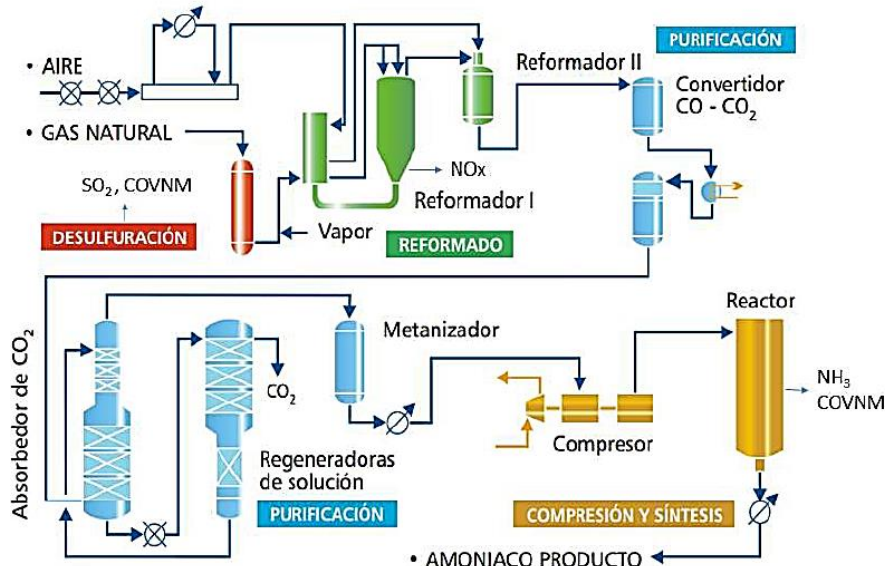 PURIFICACIÓN
• AIRE
Reformador II
Convertidor
CO - CO₂
• GAS NATURAL
NOx
SO₂, COVNM
Reformador I
DESULFURACIÓN
Vapor
REFORMADO
Absorbedor de CO₂
Metanizador
Reactor
CO₂
NH₃
COVNM
Compresor
Regeneradoras
de solución
PURIFICACIÓN
COMPRESIÓN Y SÍNTESIS
• AMONIACO PRODUCTO